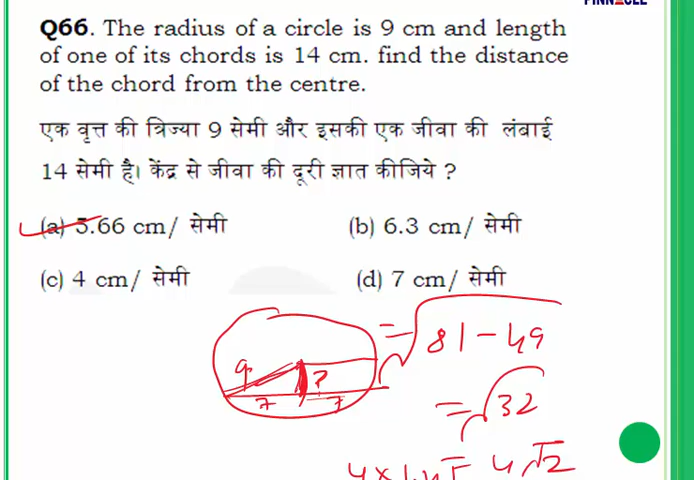 PINNACLE
Q66. The radius of a circle is 9 cm and length
of one of its chords is 14 cm. find the distance
of the chord from the centre.
एक वृत्त की त्रिज्या 9 सेमी और इसकी एक जीवा की लंबाई
14 सेमी है। केंद्र से जीवा की दूरी ज्ञात कीजिये ?
(a) 5.66 cm/ सेमी (b) 6.3 cm/ सेमी
(c) 4 cm/ सेमी (d) 7 cm/ सेमी
= √81-49
9 ?
7 7
= √32
4√2